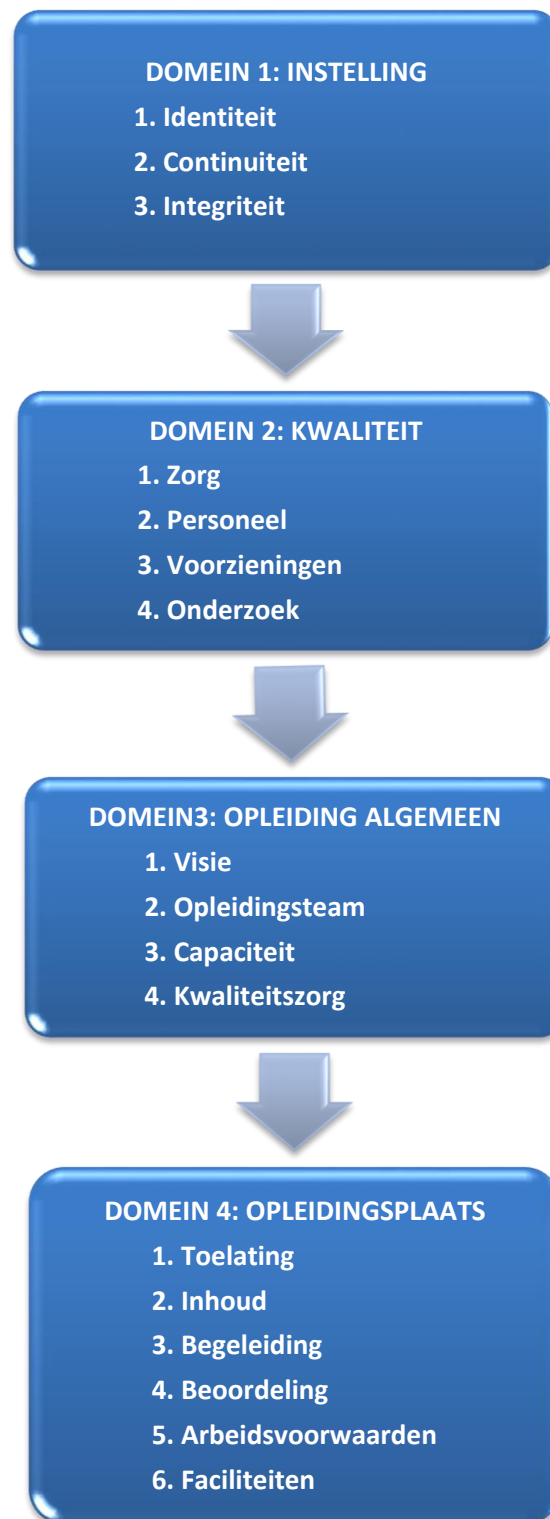 DOMEIN 1: INSTELLING
1. Identiteit
2. Continuiteit
3. Integriteit
DOMEIN 2: KWALITEIT
1. Zorg
2. Personeel
3. Voorzieningen
4. Onderzoek
DOMEIN3: OPLEIDING ALGEMEEN
1. Visie
2. Opleidingsteam
3. Capaciteit
4. Kwaliteitszorg
DOMEIN 4: OPLEIDINGSPLAATS
1. Toelating
2. Inhoud
3. Begeleiding
4. Beoordeling
5. Arbeidsvoorwaarden
6. Faciliteiten